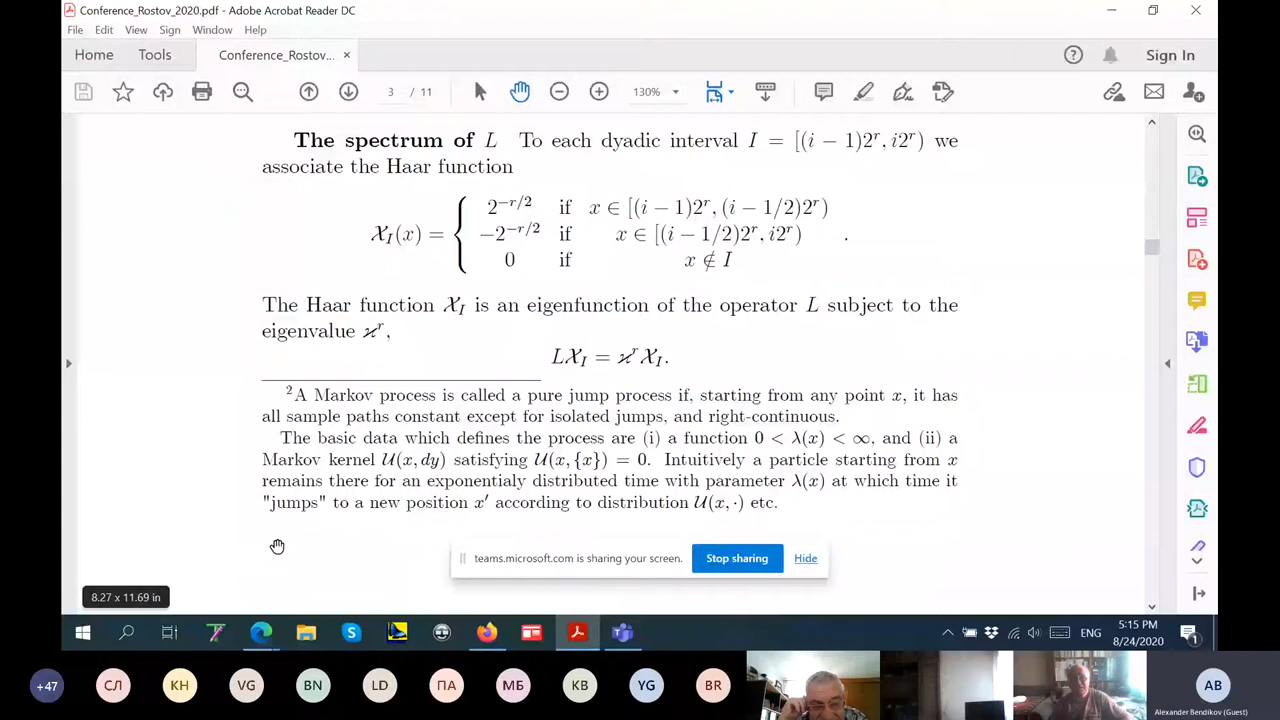 Conference_Rostov_2020.pdf - Adobe Acrobat Reader DC
File Edit View Sign Window Help
Home Tools Conference_Rostov... × Sign In
3 / 11 130%
The spectrum of L To each dyadic interval I = [(i − 1)2^r, i2^r) we
associate the Haar function
2^{−r/2} if x ∈ [(i − 1)2^r, (i − 1/2)2^r)
𝒳_I(x) = { −2^{−r/2} if x ∈ [(i − 1/2)2^r, i2^r) .
0 if x ∉ I
The Haar function 𝒳_I is an eigenfunction of the operator L subject to the
eigenvalue ϰ^r,
L𝒳_I = ϰ^r 𝒳_I.
²A Markov process is called a pure jump process if, starting from any point x, it has
all sample paths constant except for isolated jumps, and right-continuous.
The basic data which defines the process are (i) a function 0 < λ(x) < ∞, and (ii) a
Markov kernel 𝒰(x, dy) satisfying 𝒰(x, {x}) = 0. Intuitively a particle starting from x
remains there for an exponentialy distributed time with parameter λ(x) at which time it
"jumps" to a new position x′ according to distribution 𝒰(x, ·) etc.
teams.microsoft.com is sharing your screen. Stop sharing Hide
8.27 x 11.69 in
ENG
5:15 PM
8/24/2020
1
+47 СЛ КН VG BN LD ПА МБ КВ YG BR AB
Alexander Bendikov (Guest)